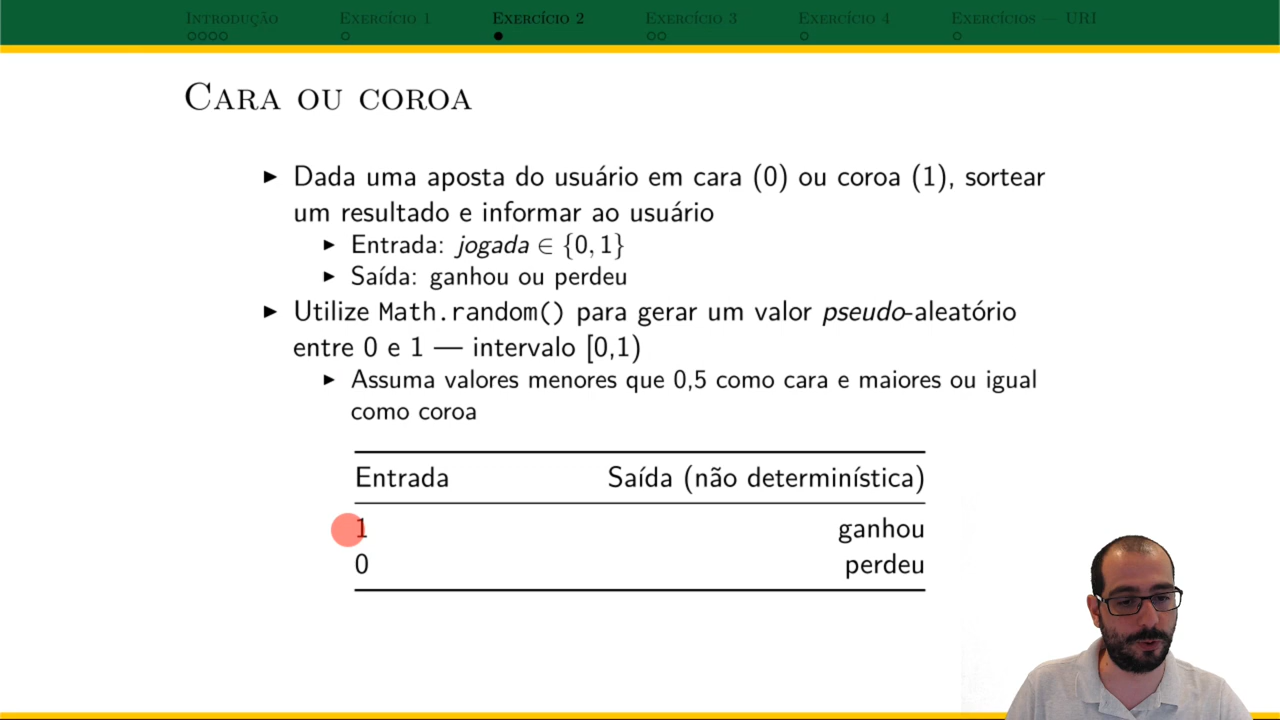 Introdução Exercício 1 Exercício 2 Exercício 3 Exercício 4 Exercícios — URI
Cara ou coroa
▶ Dada uma aposta do usuário em cara (0) ou coroa (1), sortear
um resultado e informar ao usuário
▶ Entrada: jogada ∈ {0, 1}
▶ Saída: ganhou ou perdeu
▶ Utilize Math.random() para gerar um valor pseudo-aleatório
entre 0 e 1 — intervalo [0,1)
▶ Assuma valores menores que 0,5 como cara e maiores ou igual
como coroa
Entrada Saída (não determinística)
1 ganhou
0 perdeu